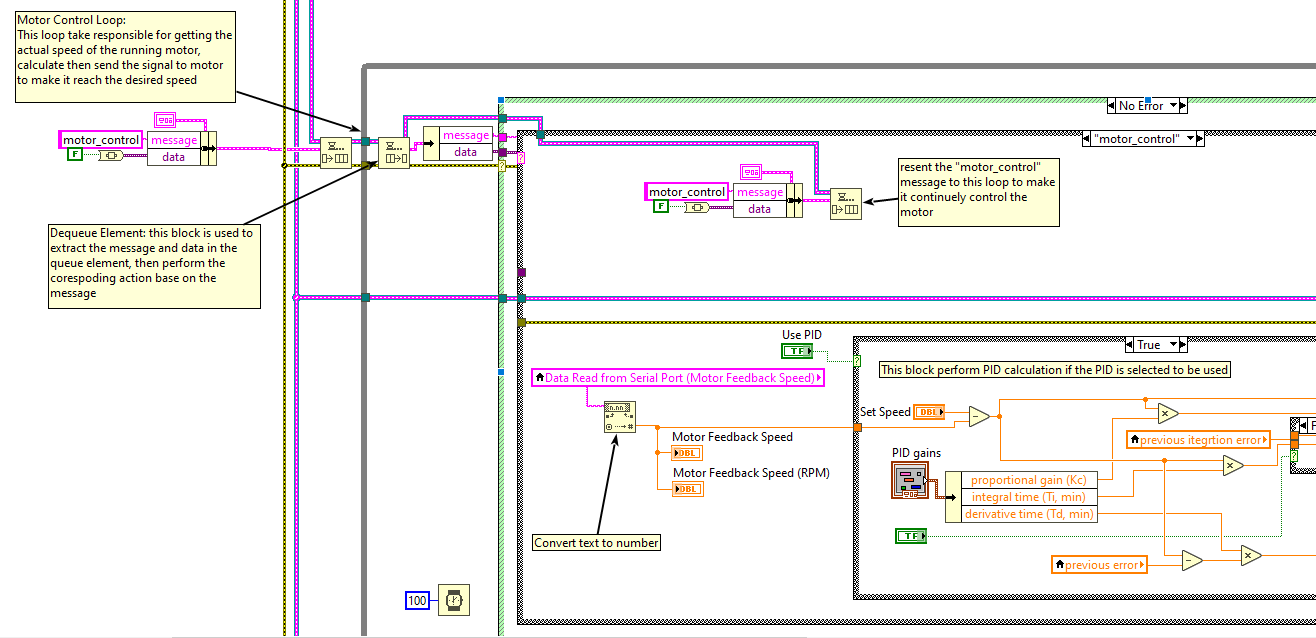 Motor Control Loop:
This loop take responsible for getting the
actual speed of the running motor,
calculate then send the signal to motor
to make it reach the desired speed
No Error
motor_control
message
data
F
message
data
"motor_control"
motor_control
message
data
F
resent the "motor_control"
message to this loop to make
it continuely control the
motor
Dequeue Element: this block is used to
extract the message and data in the
queue element, then perform the
corespoding action base on the
message
Use PID
TF
True
Data Read from Serial Port (Motor Feedback Speed)
This block perform PID calculation if the PID is selected to be used
Set Speed
DBL
Motor Feedback Speed
DBL
Motor Feedback Speed (RPM)
DBL
previous itegrtion error
PID gains
proportional gain (Kc)
integral time (Ti, min)
derivative time (Td, min)
TF
Convert text to number
previous error
100